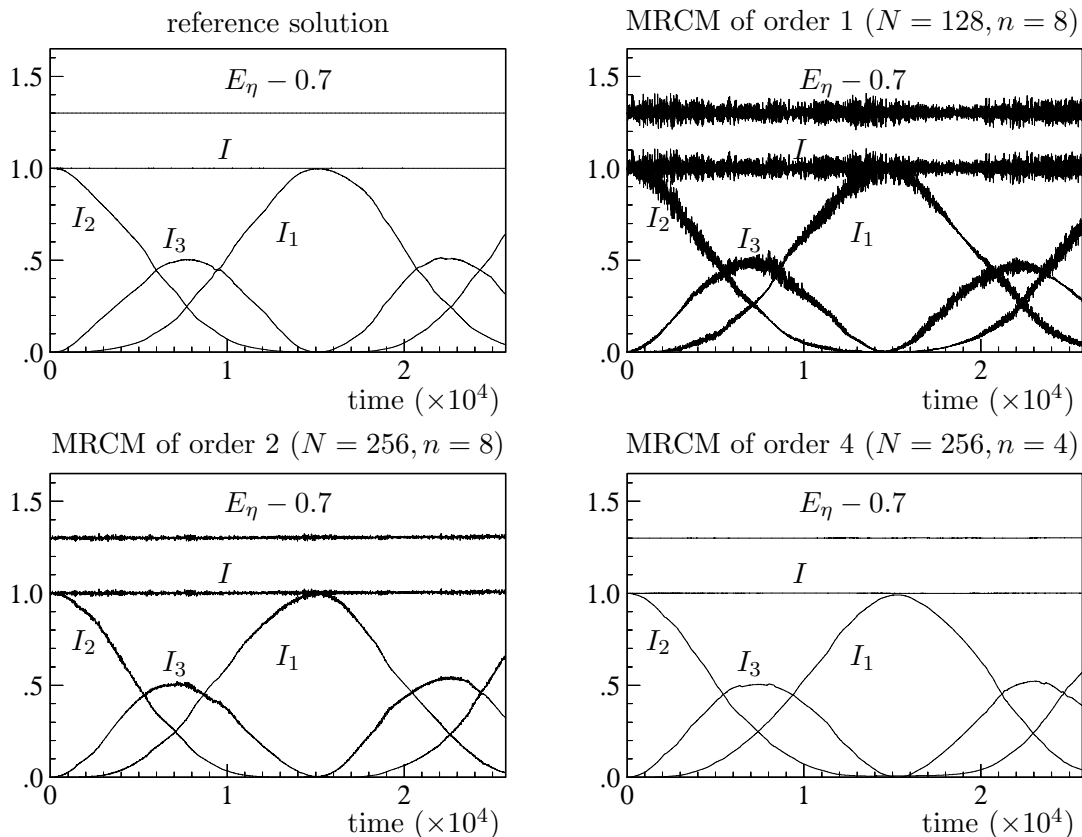 reference solution
1.5
1.0
.5
.0
E_η − 0.7
I
I_2
I_3
I_1
0
1
2
time (×10^4)
MRCM of order 1 (N = 128, n = 8)
1.5
1.0
.5
.0
E_η − 0.7
I
I_2
I_3
I_1
0
1
2
time (×10^4)
MRCM of order 2 (N = 256, n = 8)
1.5
1.0
.5
.0
E_η − 0.7
I
I_2
I_3
I_1
0
1
2
time (×10^4)
MRCM of order 4 (N = 256, n = 4)
1.5
1.0
.5
.0
E_η − 0.7
I
I_2
I_3
I_1
0
1
2
time (×10^4)